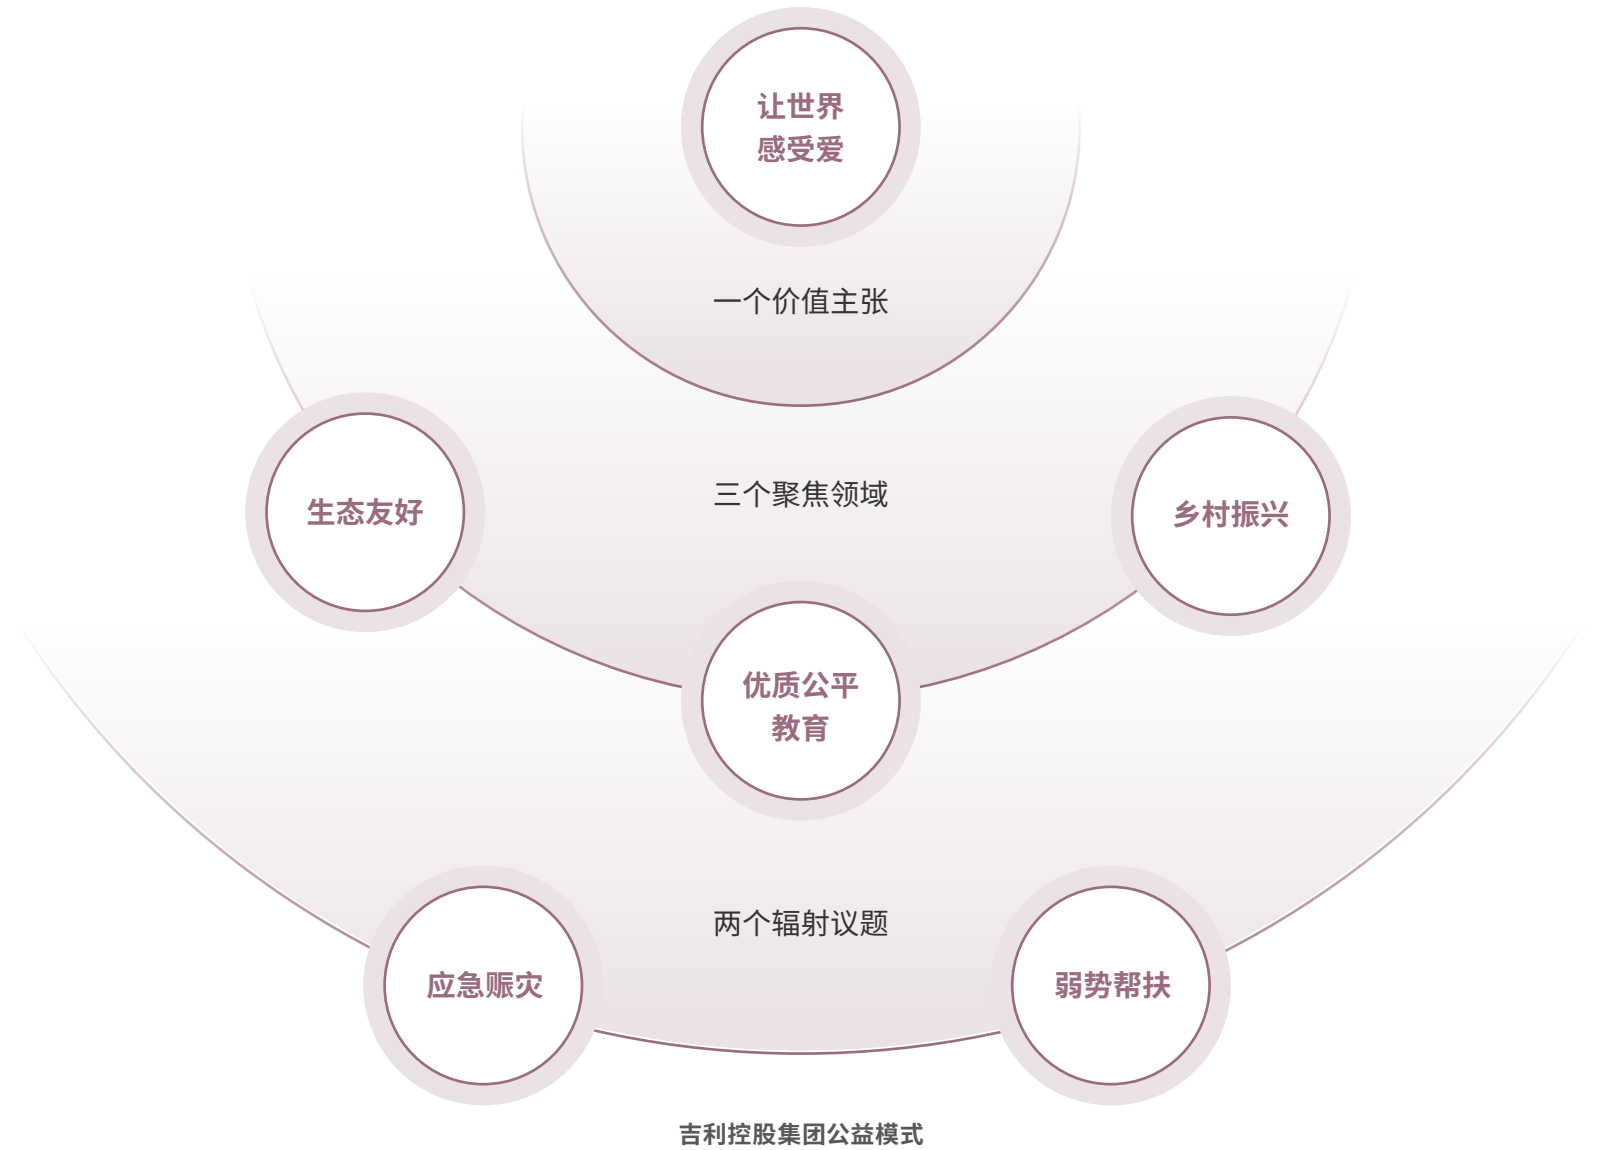 让世界
感受爱
一个价值主张
三个聚焦领域
生态友好
乡村振兴
优质公平
教育
两个辐射议题
应急赈灾
弱势帮扶
吉利控股集团公益模式